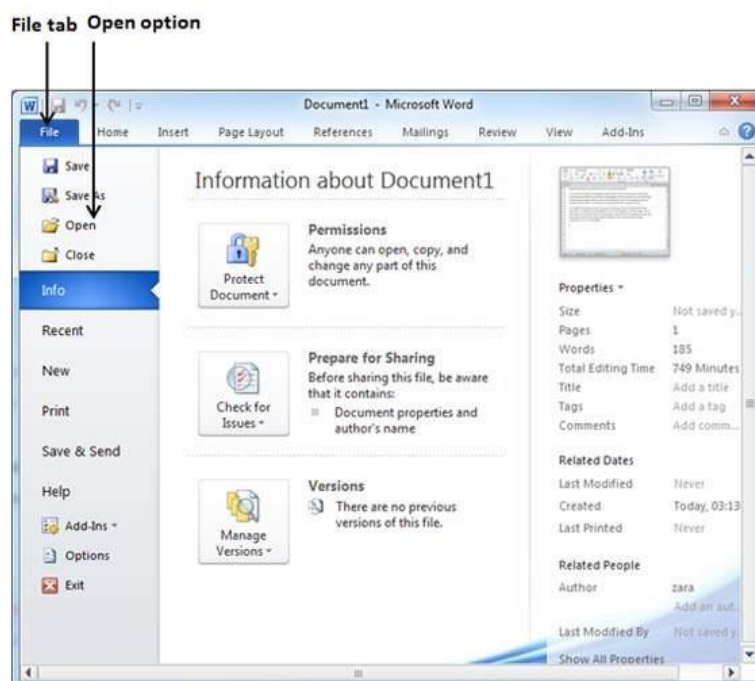 File tab Open option
Document1 - Microsoft Word
File Home Insert Page Layout References Mailings Review View Add-Ins
Save
Save As
Open
Close
Info
Recent
New
Print
Save & Send
Help
Add-Ins
Options
Exit
Information about Document1
Protect
Document
Permissions
Anyone can open, copy, and
change any part of this
document.
Check for
Issues
Prepare for Sharing
Before sharing this file, be aware
that it contains:
Document properties and
author's name
Manage
Versions
Versions
There are no previous
versions of this file.
Properties
Size Not saved y..
Pages 1
Words 185
Total Editing Time 749 Minutes
Title Add a title
Tags Add a tag
Comments Add comm...
Related Dates
Last Modified Never
Created Today, 03:13
Last Printed Never
Related People
Author zara
Add an aut..
Last Modified By Not saved y.
Show All Properties